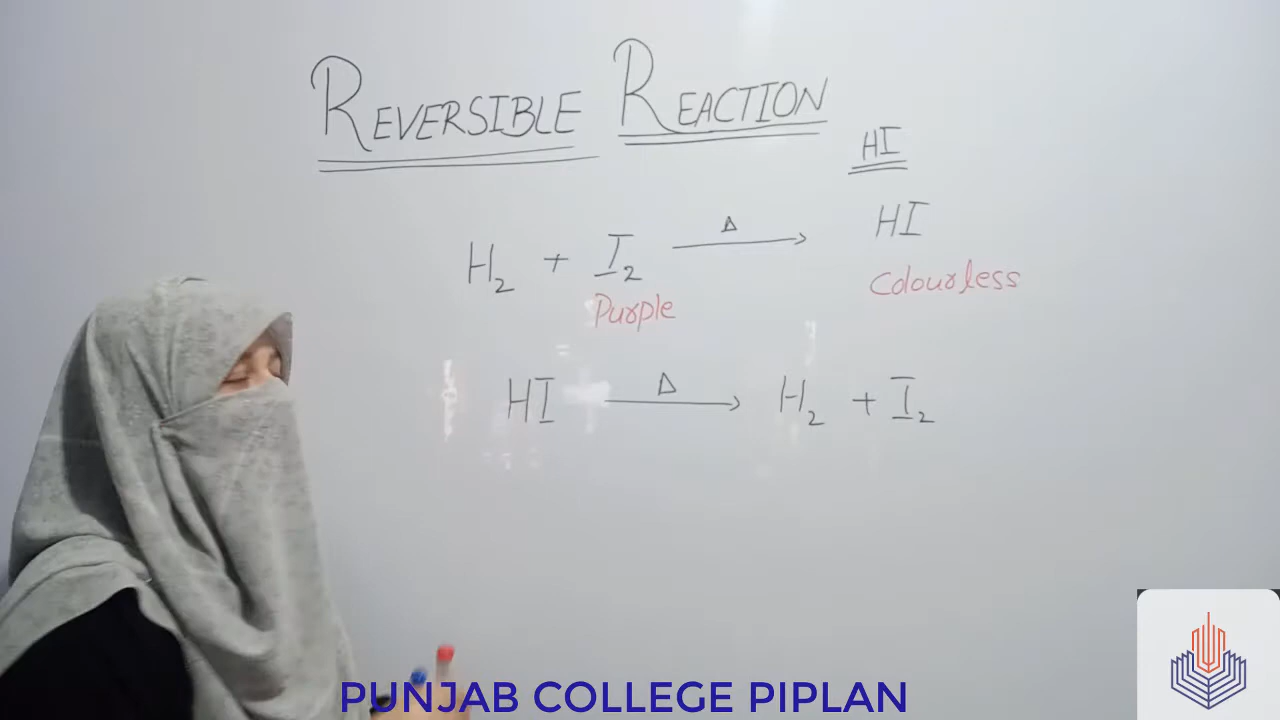 REVERSIBLE REACTION
HI
H₂ + I₂ Δ→ HI
Purple Colourless
HI Δ→ H₂ + I₂
PUNJAB COLLEGE PIPLAN